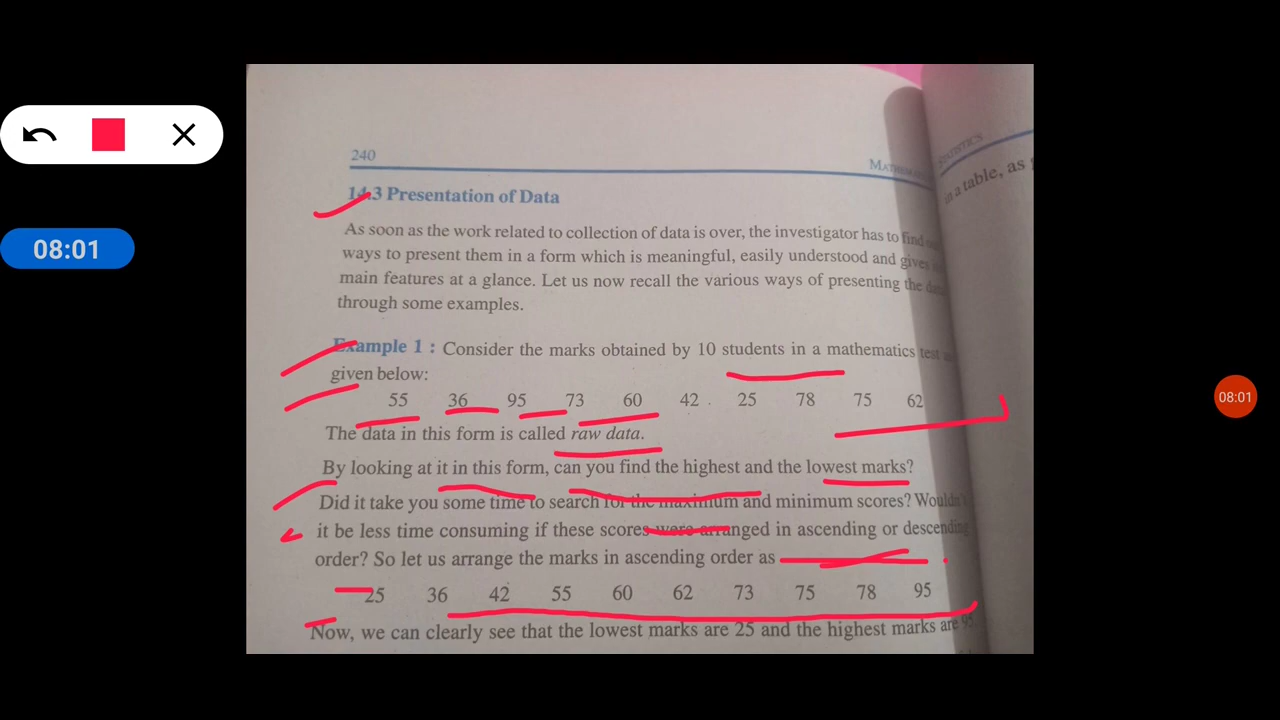 08:01
08:01
240
14.3 Presentation of Data
As soon as the work related to collection of data is over, the investigator has to find
ways to present them in a form which is meaningful, easily understood and gives
main features at a glance. Let us now recall the various ways of presenting the
through some examples.
Example 1 : Consider the marks obtained by 10 students in a mathematics test
given below:
55 36 95 73 60 42 25 78 75 62
The data in this form is called raw data.
By looking at it in this form, can you find the highest and the lowest marks?
Did it take you some time to search for the maximum and minimum scores?
it be less time consuming if these scores were arranged in ascending or descending
order? So let us arrange the marks in ascending order as
25 36 42 55 60 62 73 75 78 95
Now, we can clearly see that the lowest marks are 25 and the highest marks are 95.
STATISTICS
in a table, as